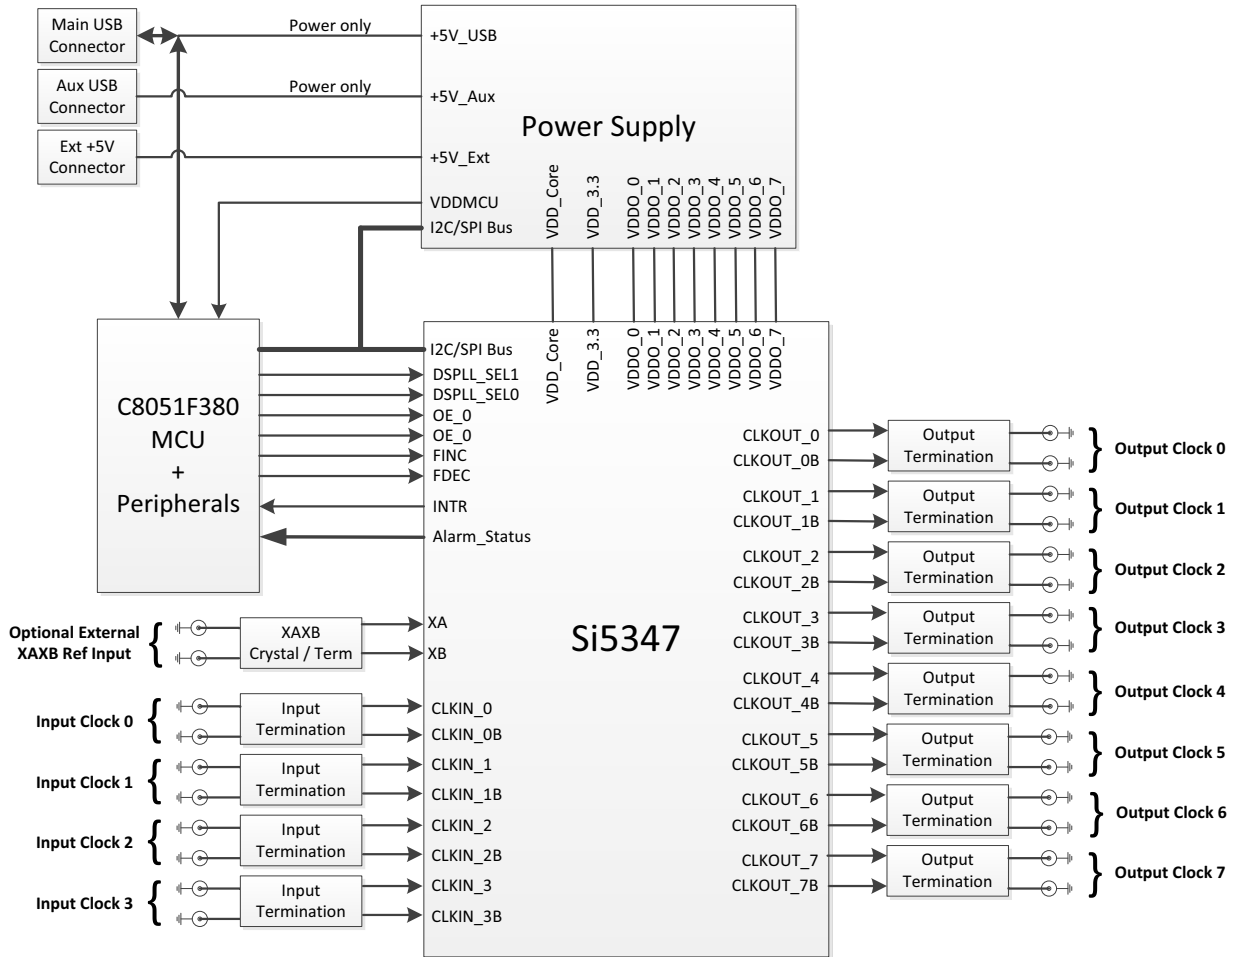 Main USB
Connector
Power only
+5V_USB
Aux USB
Connector
Power only
+5V_Aux
Power Supply
Ext +5V
Connector
+5V_Ext
VDDMCU
I2C/SPI Bus
VDD_Core
VDD_3.3
VDDO_0
VDDO_1
VDDO_2
VDDO_3
VDDO_4
VDDO_5
VDDO_6
VDDO_7
C8051F380
MCU
+
Peripherals
I2C/SPI Bus
DSPLL_SEL1
DSPLL_SEL0
OE_0
OE_0
FINC
FDEC
INTR
Alarm_Status
VDD_Core
VDD_3.3
VDDO_0
VDDO_1
VDDO_2
VDDO_3
VDDO_4
VDDO_5
VDDO_6
VDDO_7
Si5347
Optional External
XAXB Ref Input
XAXB
Crystal / Term
XA
XB
Input Clock 0
Input
Termination
CLKIN_0
CLKIN_0B
Input Clock 1
Input
Termination
CLKIN_1
CLKIN_1B
Input Clock 2
Input
Termination
CLKIN_2
CLKIN_2B
Input Clock 3
Input
Termination
CLKIN_3
CLKIN_3B
CLKOUT_0
CLKOUT_0B
Output
Termination
Output Clock 0
CLKOUT_1
CLKOUT_1B
Output
Termination
Output Clock 1
CLKOUT_2
CLKOUT_2B
Output
Termination
Output Clock 2
CLKOUT_3
CLKOUT_3B
Output
Termination
Output Clock 3
CLKOUT_4
CLKOUT_4B
Output
Termination
Output Clock 4
CLKOUT_5
CLKOUT_5B
Output
Termination
Output Clock 5
CLKOUT_6
CLKOUT_6B
Output
Termination
Output Clock 6
CLKOUT_7
CLKOUT_7B
Output
Termination
Output Clock 7